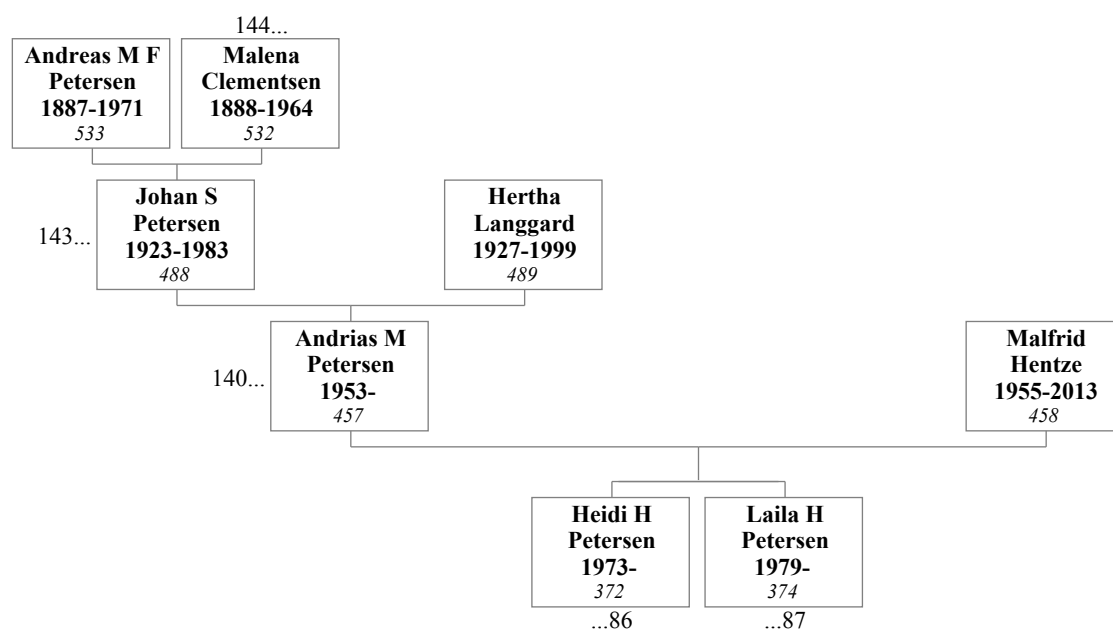 144...
Andreas M F
Petersen
1887-1971
533
Malena
Clementsen
1888-1964
532
143...
Johan S
Petersen
1923-1983
488
Hertha
Langgard
1927-1999
489
140...
Andrias M
Petersen
1953-
457
Malfrid
Hentze
1955-2013
458
Heidi H
Petersen
1973-
372
...86
Laila H
Petersen
1979-
374
...87